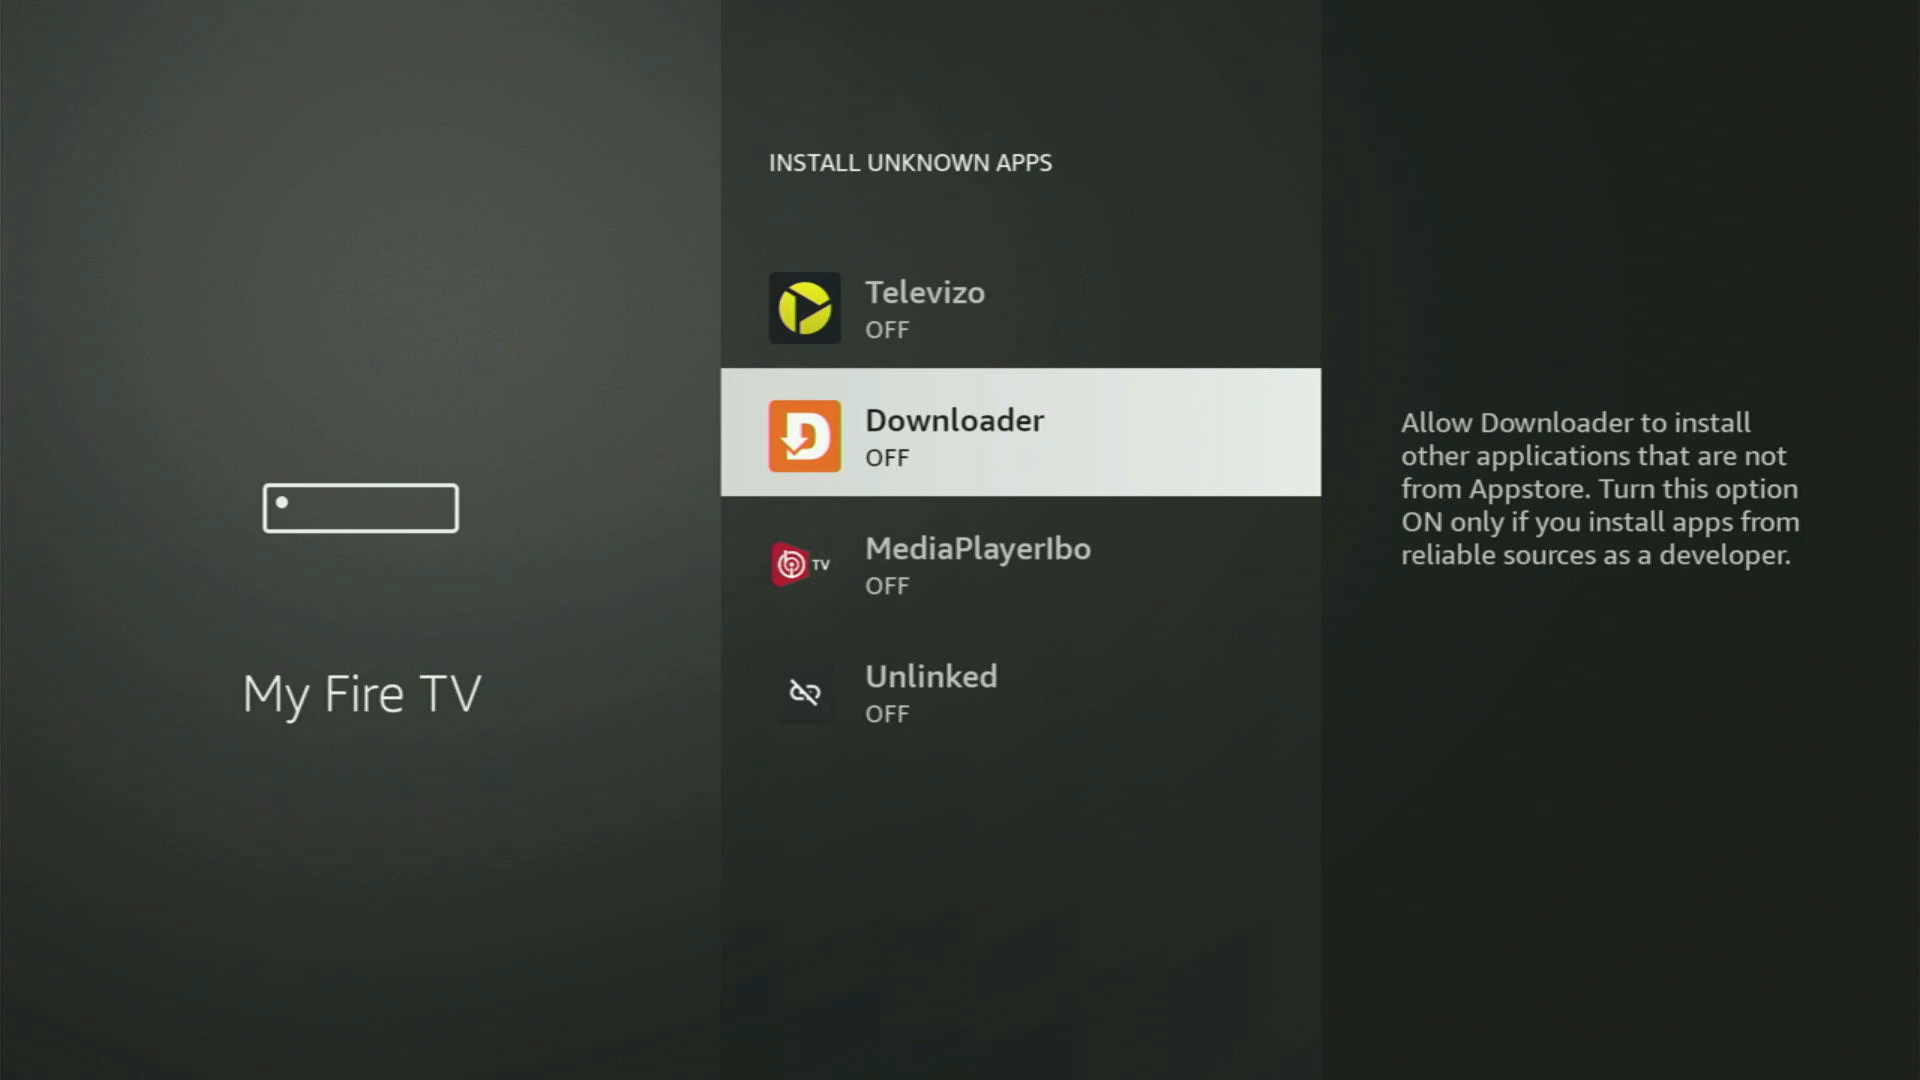 INSTALL UNKNOWN APPS
Televizo
OFF
Downloader
OFF
TV
MediaPlayerIbo
OFF
Unlinked
OFF
My Fire TV
Allow Downloader to install
other applications that are not
from Appstore. Turn this option
ON only if you install apps from
reliable sources as a developer.